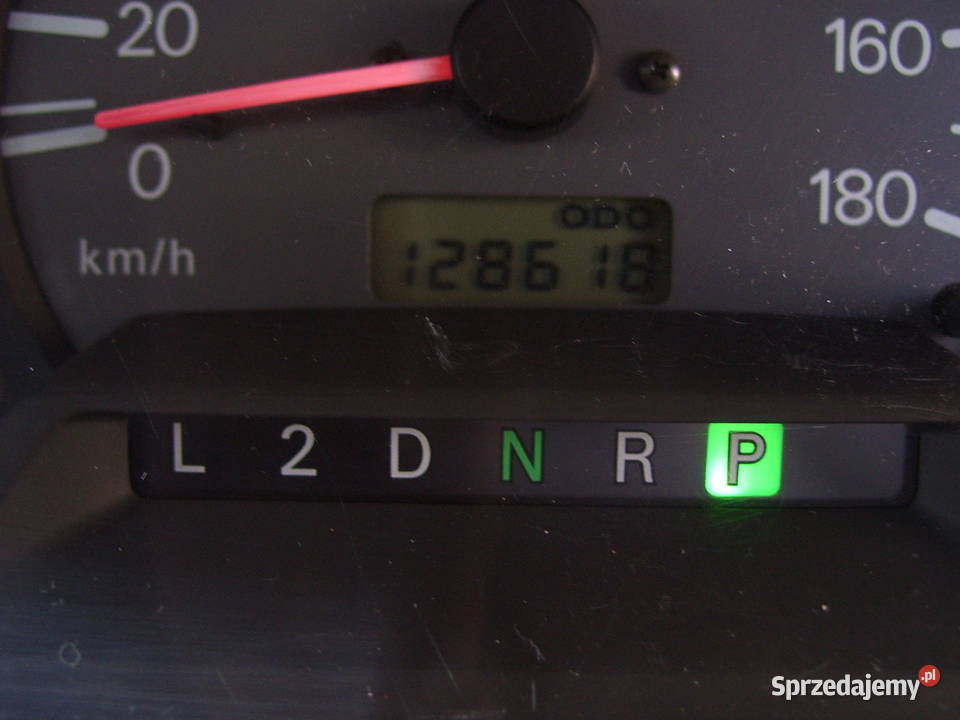 20
160
0
180
km/h
ODO
128618
L 2 D N R P
Sprzedajemy.pl